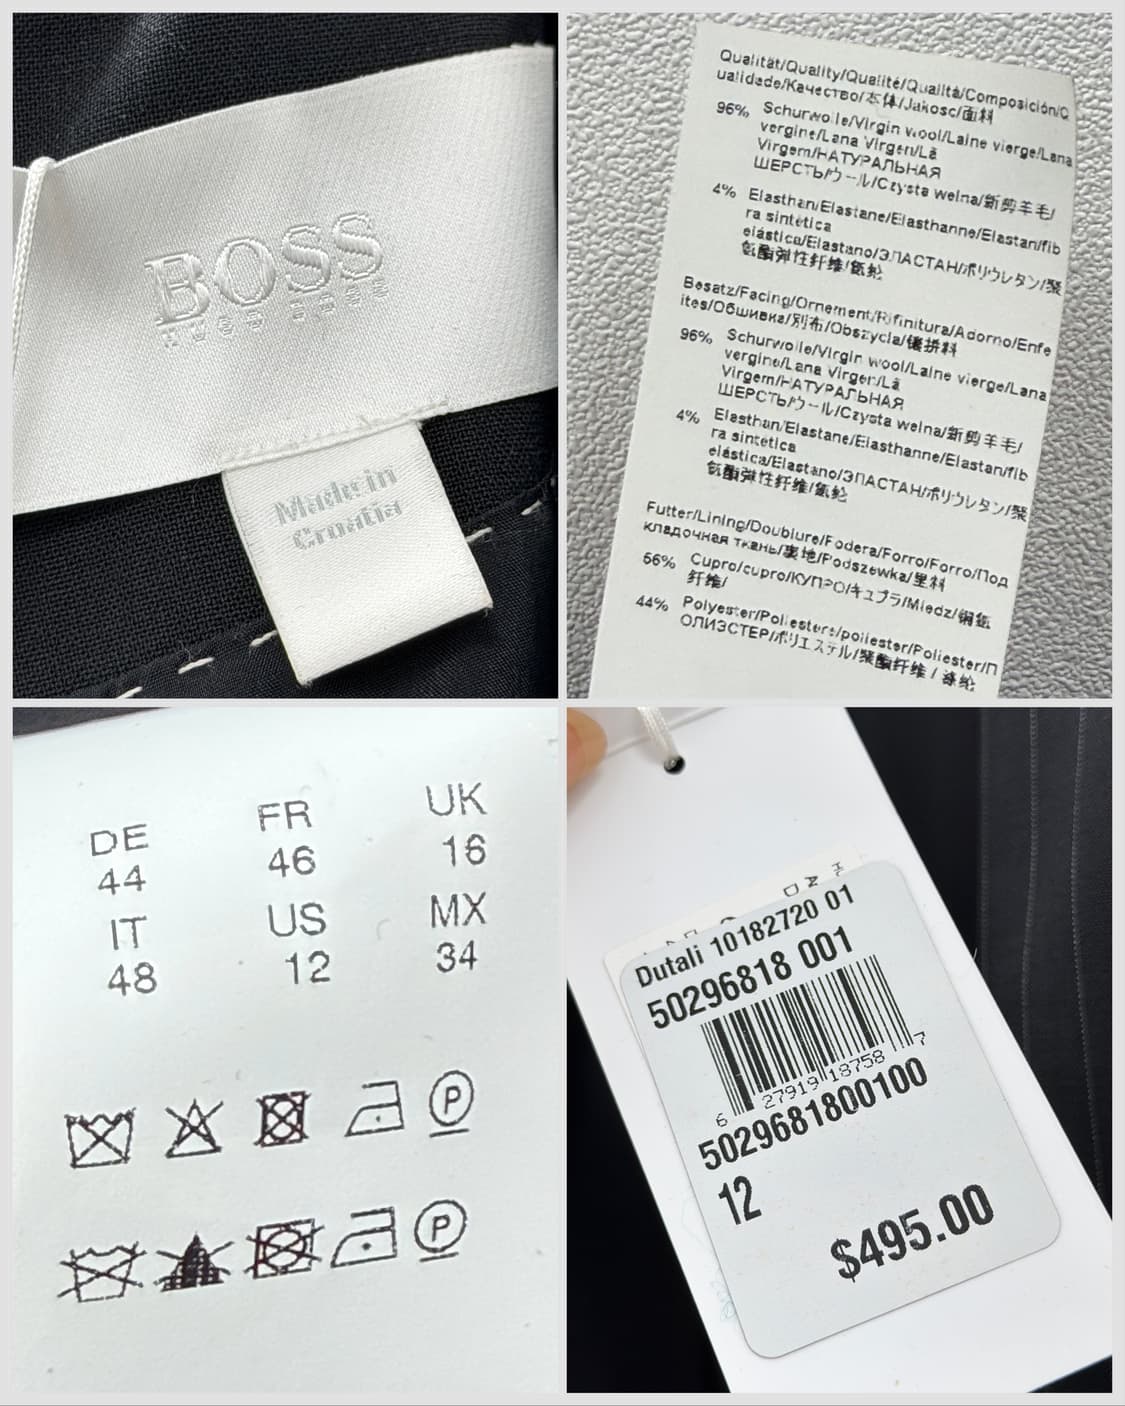 BOSS
HUGO BOSS
Made in
Croatia
Qualität/Quality/Qualité/Qualità/Composición/Q
ualidade/Качество/本体/Jakosc/面料
96% Schurwolle/Virgin wool/Laine vierge/Lana
vergine/Lana Virgen/Lã
Virgem/НАТУРАЛЬНАЯ
ШЕРСТЬ/ウール/Czysta welna/新剪羊毛/
4% Elasthan/Elastane/Elasthanne/Elastan/fib
ra sintética
elástica/Elastano/ЭЛАСТАН/ポリウレタン/聚
氨酯弹性纤维/氨纶
Besatz/Facing/Ornement/Rifinitura/Adorno/Enfe
ites/Обшивка/別布/Obszycia/镶拼料
96% Schurwolle/Virgin wool/Laine vierge/Lana
vergine/Lana Virgen/Lã
Virgem/НАТУРАЛЬНАЯ
ШЕРСТЬ/ウール/Czysta welna/新剪羊毛/
4% Elasthan/Elastane/Elasthanne/Elastan/fib
ra sintética
elástica/Elastano/ЭЛАСТАН/ポリウレタン/聚
氨酯弹性纤维/氨纶
Futter/Lining/Doublure/Fodera/Forro/Forro/Под
кладочная ткань/裏地/Podszewka/里料
56% Cupro/cupro/КУПРО/キュプラ/Miedz/铜氨
纤维/
44% Polyester/Poliesters/poliester/Poliester/П
ОЛИЭСТЕР/ポリエステル/聚酯纤维 / 涤纶
DE FR UK
44 46 16
IT US MX
48 12 34
P
P
Dutali 10182720 01
50296818 001
6 27919 18758 7
5029681800100
12
$495.00